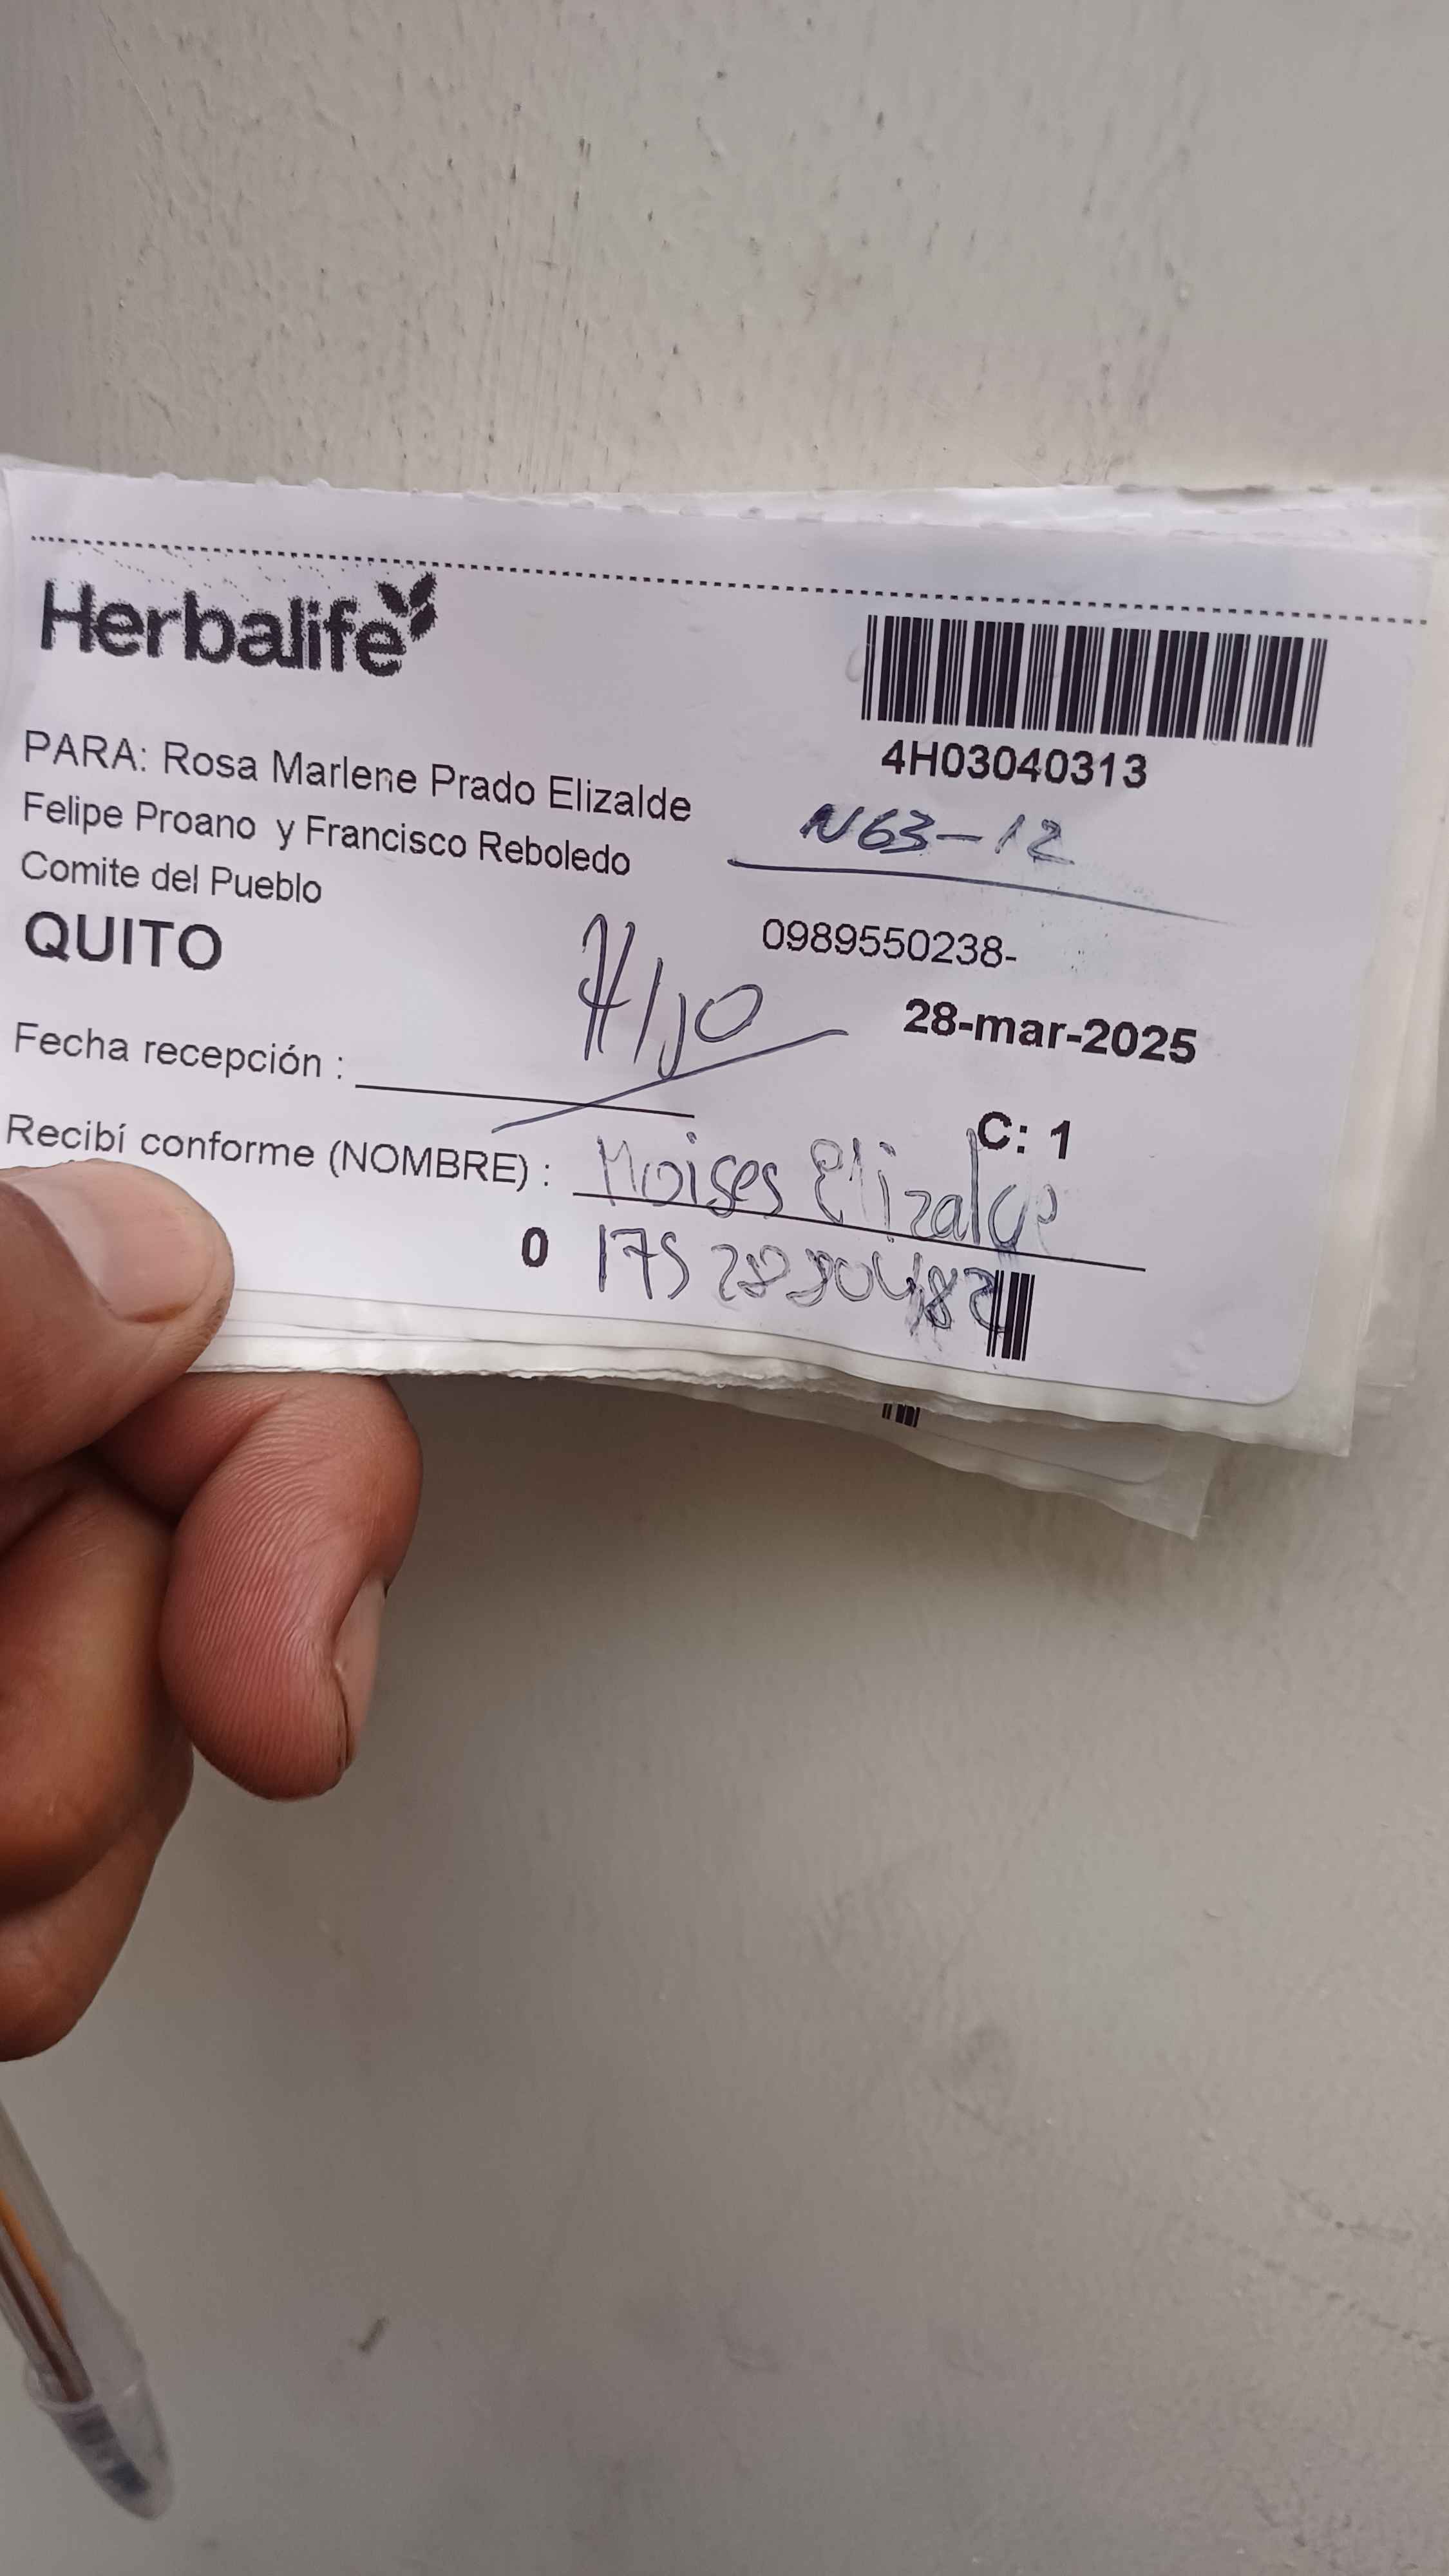 Herbalife
4H03040313
PARA: Rosa Marlene Prado Elizalde
N63-12
Felipe Proano y Francisco Reboledo
Comite del Pueblo
0989550238-
QUITO
Hijo
28-mar-2025
Fecha recepción :
C: 1
Recibí conforme (NOMBRE) : Moises Elizalde
0